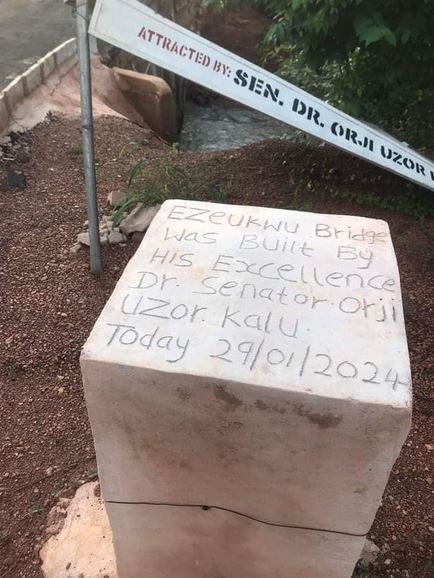 ATTRACTED BY: SEN. DR. ORJI UZOR
EZEUKWU Bridge
Was BUILT BY
HIS EXCCELLENCE
Dr. Senator. Orji
UZOR. Kalu.
Today 29/01/2024